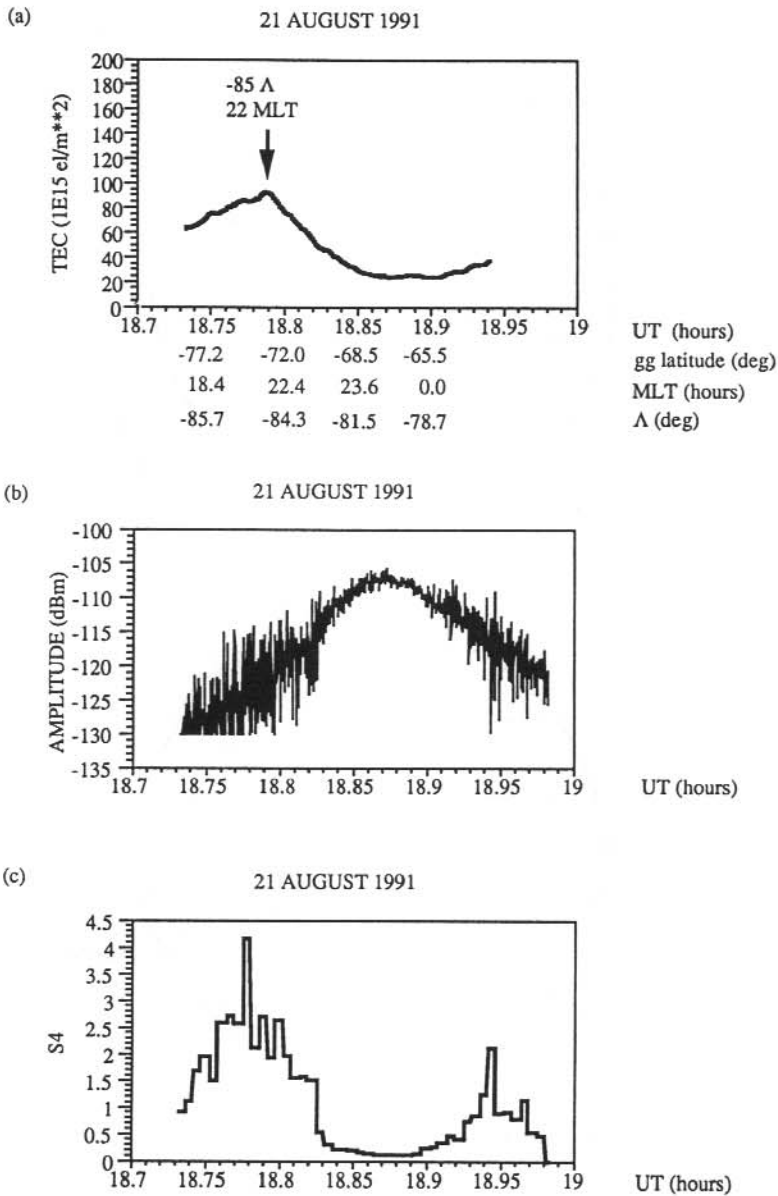 (a)
21 AUGUST 1991
200
180
160
140
120
100
80
60
40
20
0
TEC (1E15 el/m**2)
-85 Λ
22 MLT
18.7 18.75 18.8 18.85 18.9 18.95 19 UT (hours)
-77.2 -72.0 -68.5 -65.5 gg latitude (deg)
18.4 22.4 23.6 0.0 MLT (hours)
-85.7 -84.3 -81.5 -78.7 Λ (deg)
(b)
21 AUGUST 1991
-100
-105
-110
-115
-120
-125
-130
-135
AMPLITUDE (dBm)
18.7 18.75 18.8 18.85 18.9 18.95 19 UT (hours)
(c)
21 AUGUST 1991
4.5
4
3.5
3
2.5
2
1.5
1
0.5
0
S4
18.7 18.75 18.8 18.85 18.9 18.95 19 UT (hours)